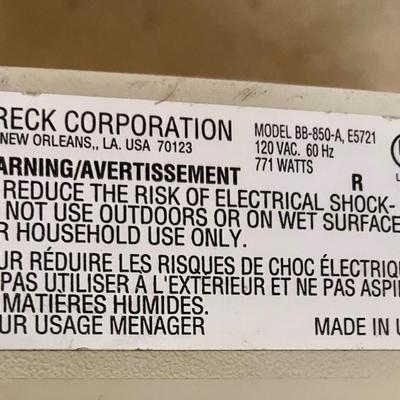 RECK CORPORATION
NEW ORLEANS,, LA. USA 70123
MODEL BB-850-A, E5721
120 VAC. 60 Hz
771 WATTS
R
ARNING/AVERTISSEMENT
REDUCE THE RISK OF ELECTRICAL SHOCK-
NOT USE OUTDOORS OR ON WET SURFACE
R HOUSEHOLD USE ONLY.
UR RÉDUIRE LES RISQUES DE CHOC ÉLECTRIQU
PAS UTILISER À L'EXTÉRIEUR ET NE PAS ASPI
MATIÈRES HUMIDES.
UR USAGE MENAGER
MADE IN U